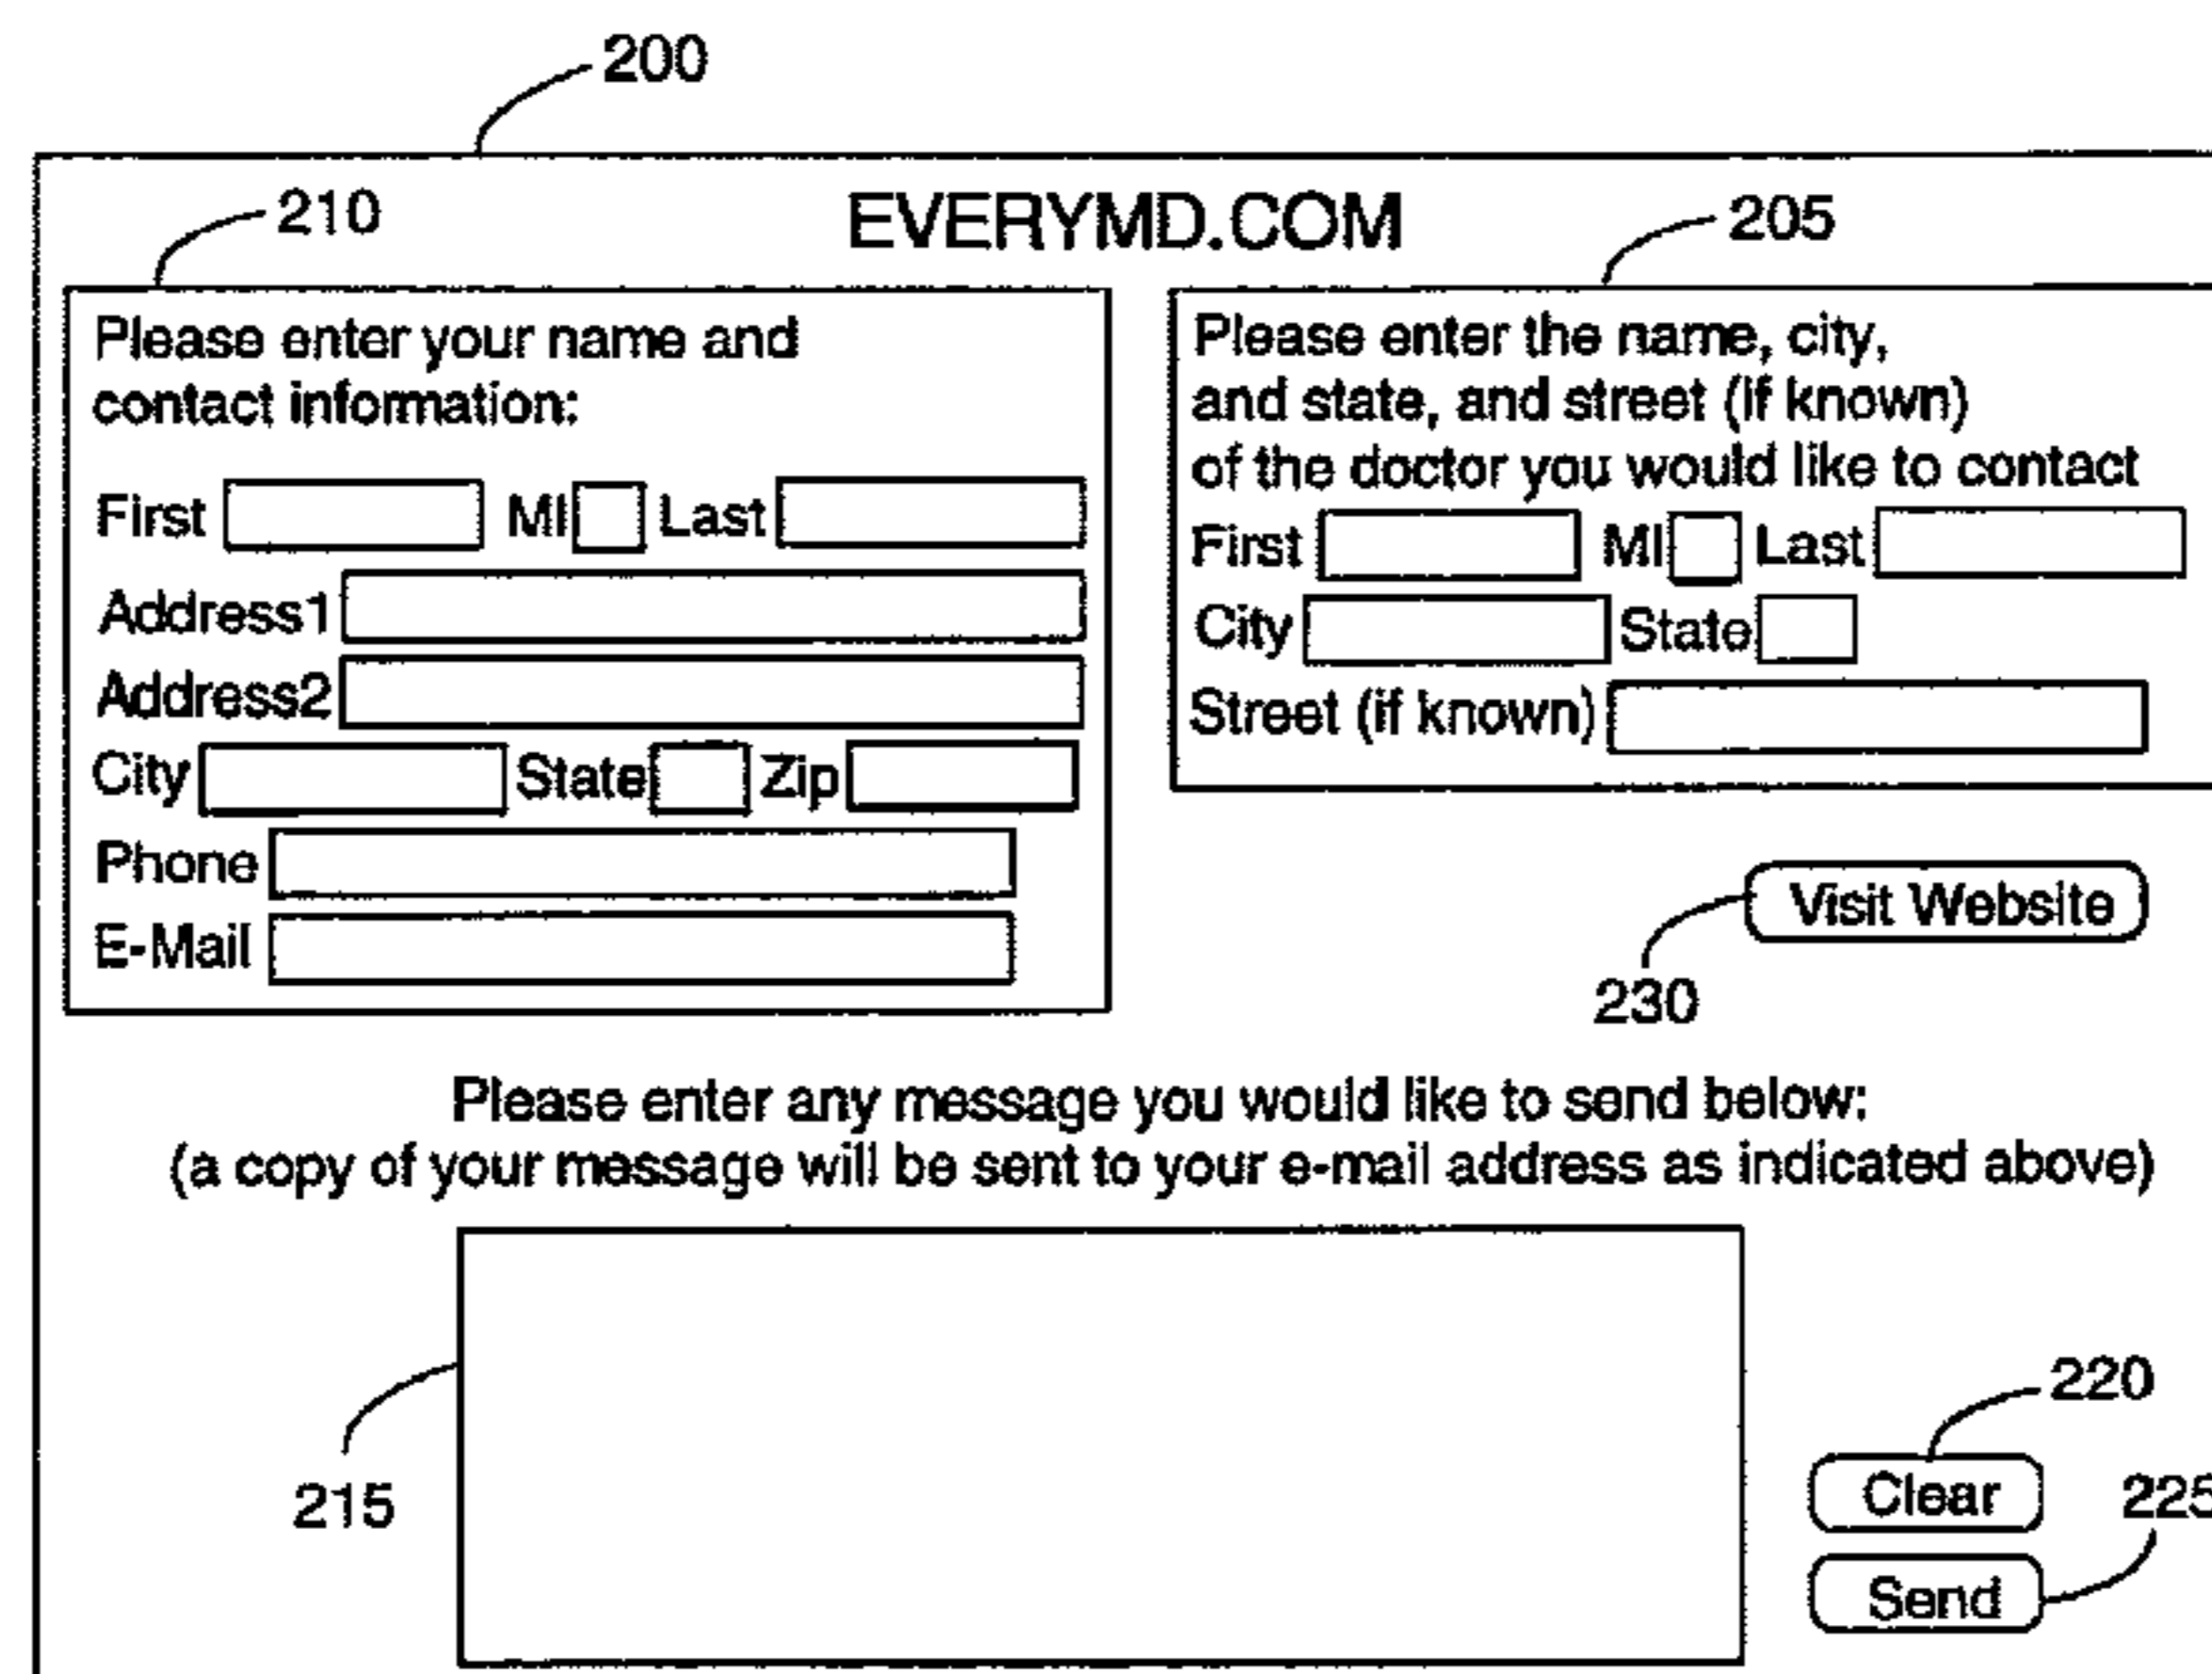 200
EVERYMD.COM
210
205
Please enter your name and
contact information:
First MI Last
Address1
Address2
City State Zip
Phone
E-Mail
Please enter the name, city,
and state, and street (if known)
of the doctor you would like to contact
First MI Last
City State
Street (if known)
Visit Website
230
Please enter any message you would like to send below:
(a copy of your message will be sent to your e-mail address as indicated above)
215
220
Clear
225
Send